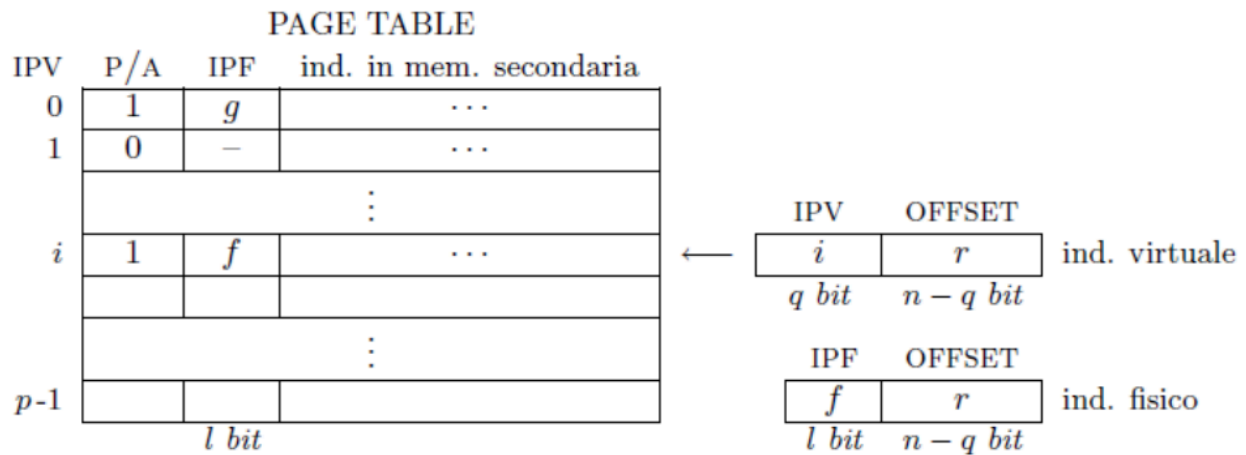 PAGE TABLE
IPV P/A IPF ind. in mem. secondaria
0 1 g ···
1 0 – ···
⋮
IPV OFFSET
i 1 f ··· ← i r ind. virtuale
q bit n − q bit
⋮
IPF OFFSET
p-1 f r ind. fisico
l bit l bit n − q bit